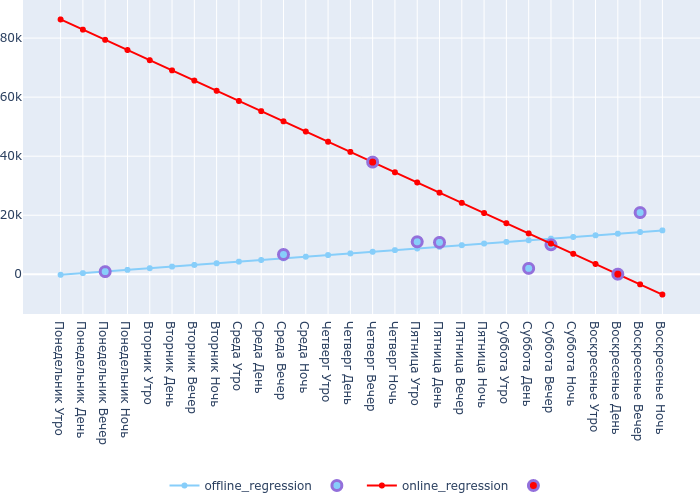 80k
60k
40k
20k
0
Понедельник Утро
Понедельник День
Понедельник Вечер
Понедельник Ночь
Вторник Утро
Вторник День
Вторник Вечер
Вторник Ночь
Среда Утро
Среда День
Среда Вечер
Среда Ночь
Четверг Утро
Четверг День
Четверг Вечер
Четверг Ночь
Пятница Утро
Пятница День
Пятница Вечер
Пятница Ночь
Суббота Утро
Суббота День
Суббота Вечер
Суббота Ночь
Воскресенье Утро
Воскресенье День
Воскресенье Вечер
Воскресенье Ночь
offline_regression
online_regression